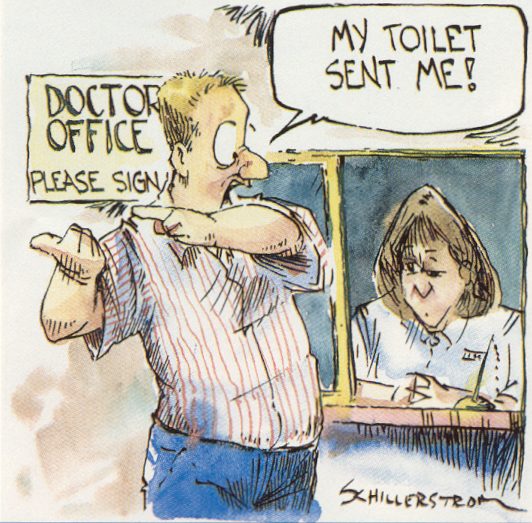 MY TOILET
SENT ME!
DOCTOR
OFFICE
PLEASE SIGN
SCHILLERSTROM